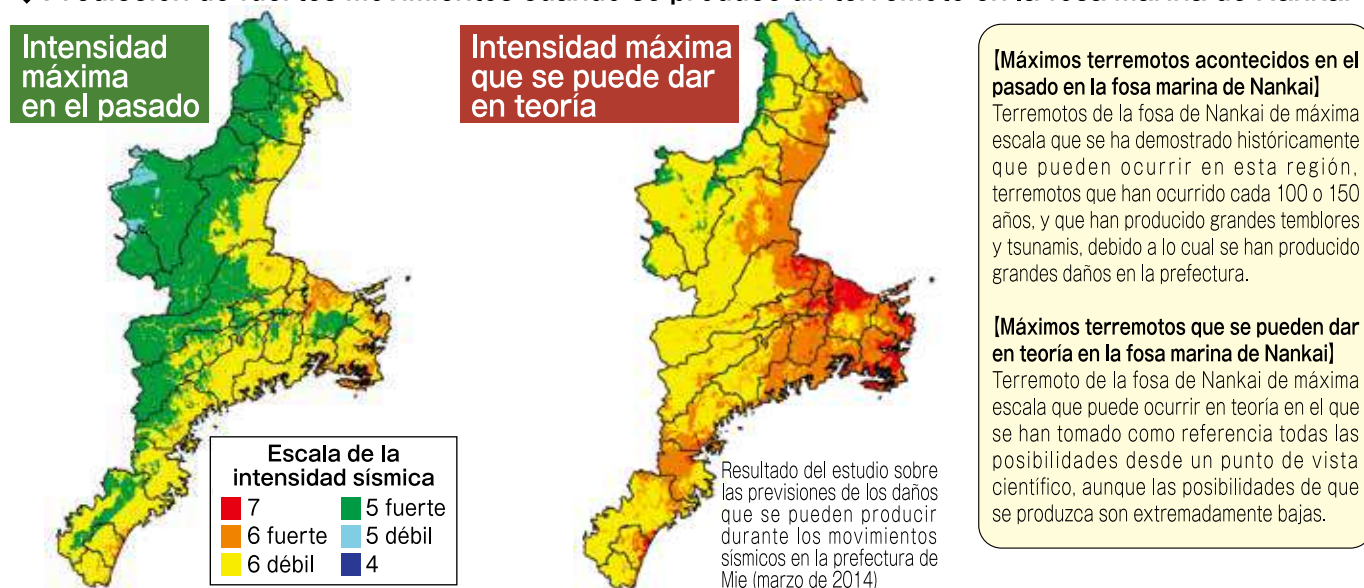 Intensidad
máxima
en el pasado
Intensidad máxima
que se puede dar
en teoría
Escala de la
intensidad sísmica
7
5 fuerte
6 fuerte
5 débil
6 débil
4
Resultado del estudio sobre
las previsiones de los daños
que se pueden producir
durante los movimientos
sísmicos en la prefectura de
Mie (marzo de 2014)
【Máximos terremotos acontecidos en el
pasado en la fosa marina de Nankai】
Terremotos de la fosa de Nankai de máxima
escala que se ha demostrado históricamente
que pueden ocurrir en esta región,
terremotos que han ocurrido cada 100 o 150
años, y que han producido grandes temblores
y tsunamis, debido a lo cual se han producido
grandes daños en la prefectura.
【Máximos terremotos que se pueden dar
en teoría en la fosa marina de Nankai】
Terremoto de la fosa de Nankai de máxima
escala que puede ocurrir en teoría en el que
se han tomado como referencia todas las
posibilidades desde un punto de vista
científico, aunque las posibilidades de que
se produzca son extremadamente bajas.